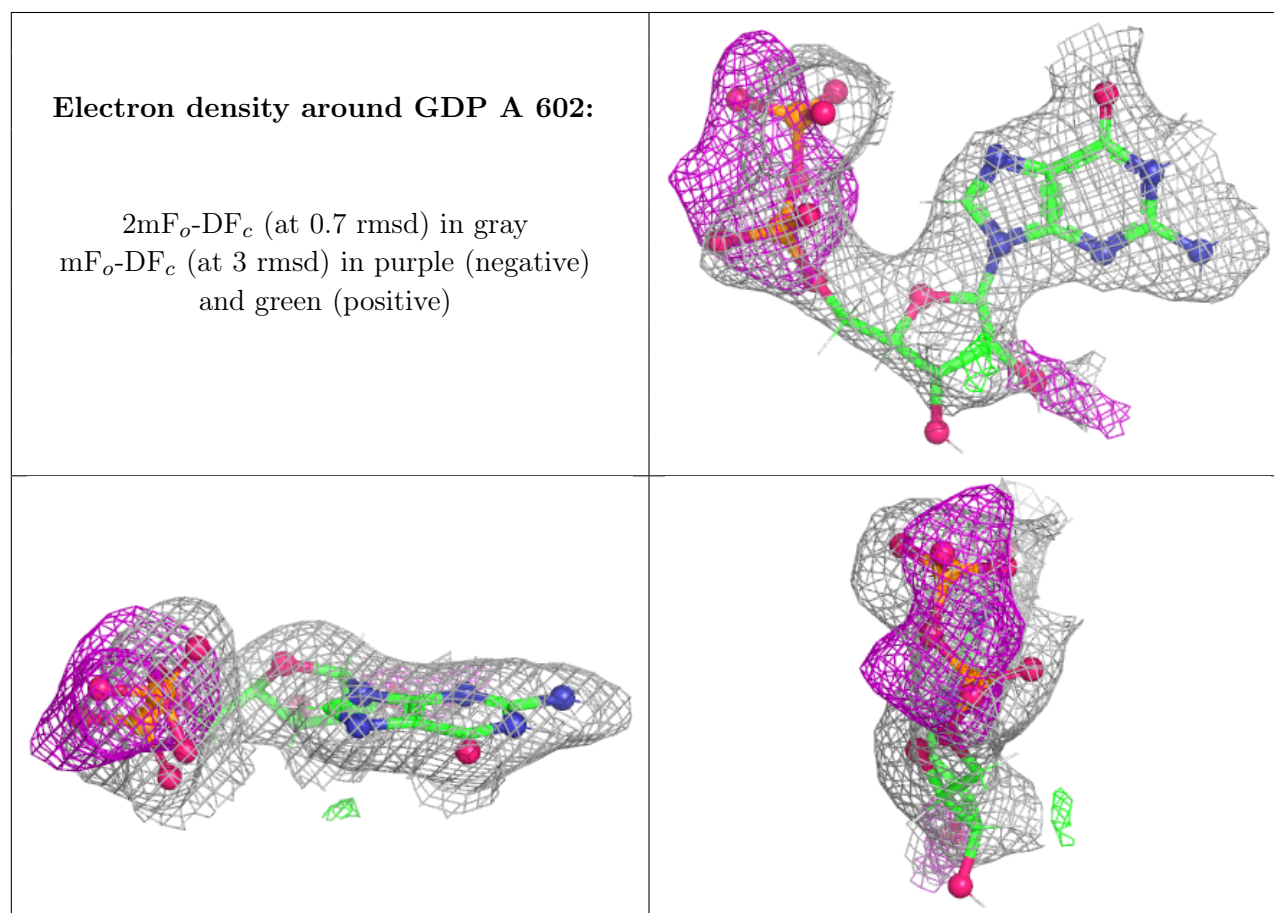 Electron density around GDP A 602:
2mFo-DFc (at 0.7 rmsd) in gray
mFo-DFc (at 3 rmsd) in purple (negative)
and green (positive)